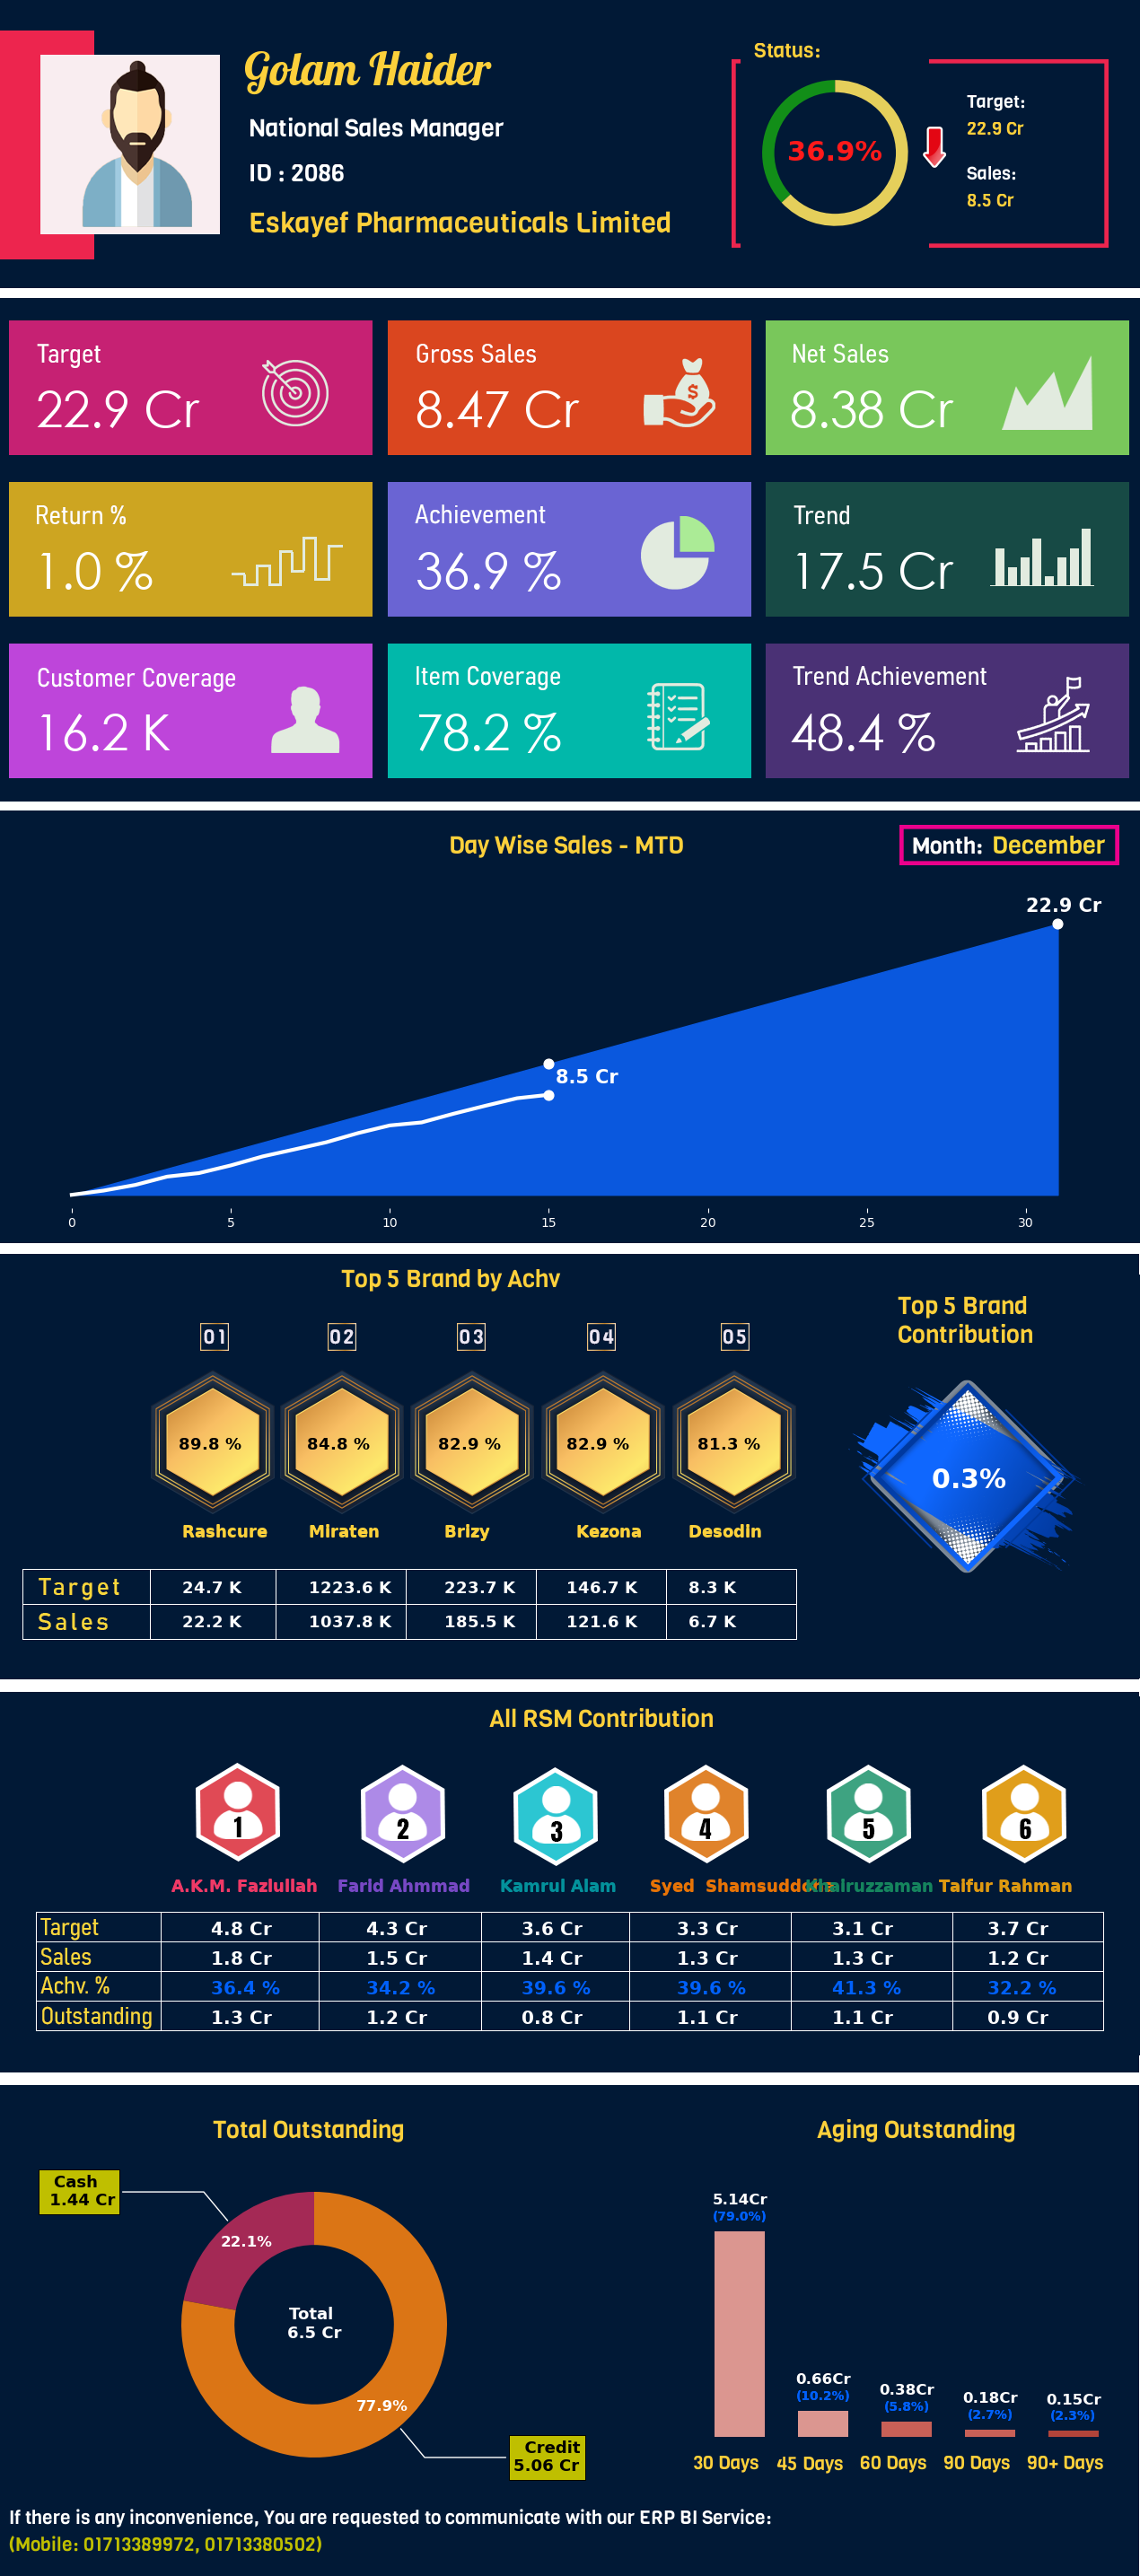 Golam Haider
National Sales Manager
ID : 2086
Eskayef Pharmaceuticals Limited
Status:
36.9%
Target:
22.9 Cr
Sales:
8.5 Cr
Target
22.9 Cr
Gross Sales
$
8.47 Cr
Net Sales
8.38 Cr
Return %
1.0 %
Achievement
36.9 %
Trend
17.5 Cr
Customer Coverage
16.2 K
Item Coverage
78.2 %
Trend Achievement
48.4 %
Day Wise Sales - MTD
Month: December
22.9 Cr
8.5 Cr
0 5 10 15 20 25 30
Top 5 Brand by Achv
01 02 03 04 05
89.8 % 84.8 % 82.9 % 82.9 % 81.3 %
Rashcure Miraten Brizy Kezona Desodin
Target 24.7 K 1223.6 K 223.7 K 146.7 K 8.3 K
Sales 22.2 K 1037.8 K 185.5 K 121.6 K 6.7 K
Top 5 Brand
Contribution
0.3%
All RSM Contribution
1 2 3 4 5 6
A.K.M. Fazlullah Farid Ahmmad Kamrul Alam Syed Khairuzzaman Taifur Rahman
Target 4.8 Cr 4.3 Cr 3.6 Cr 3.3 Cr 3.1 Cr 3.7 Cr
Sales 1.8 Cr 1.5 Cr 1.4 Cr 1.3 Cr 1.3 Cr 1.2 Cr
Achv. % 36.4 % 34.2 % 39.6 % 39.6 % 41.3 % 32.2 %
Outstanding 1.3 Cr 1.2 Cr 0.8 Cr 1.1 Cr 1.1 Cr 0.9 Cr
Total Outstanding
Cash
1.44 Cr
22.1%
Total
6.5 Cr
77.9%
Credit
5.06 Cr
Aging Outstanding
5.14Cr
(79.0%)
0.66Cr
(10.2%)
0.38Cr
(5.8%)
0.18Cr
(2.7%)
0.15Cr
(2.3%)
30 Days 45 Days 60 Days 90 Days 90+ Days
If there is any inconvenience, You are requested to communicate with our ERP BI Service:
(Mobile: 01713389972, 01713380502)